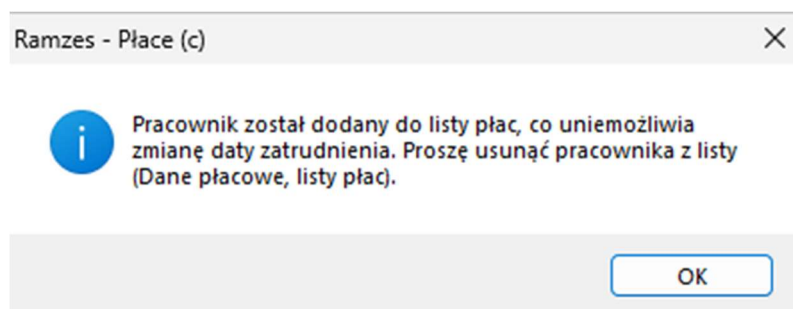 Ramzes - Płace (c)
Pracownik został dodany do listy płac, co uniemożliwia
zmianę daty zatrudnienia. Proszę usunąć pracownika z listy
(Dane płacowe, listy płac).
OK